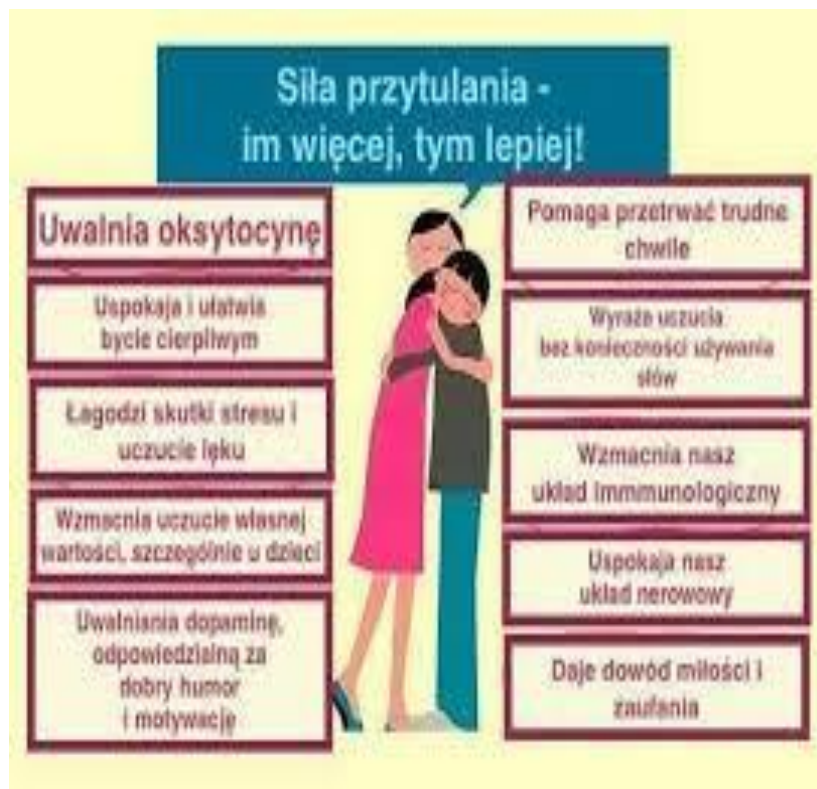 Siła przytulania -
im więcej, tym lepiej!
Uwalnia oksytocynę
Uspokaja i ułatwia
bycie cierpliwym
Łagodzi skutki stresu i
uczucie lęku
Wzmacnia uczucie własnej
wartości, szczególnie u dzieci
Uwalniania dopaminę,
odpowiedzialną za
dobry humor
i motywację
Pomaga przetrwać trudne
chwile
Wyraża uczucia
bez konieczności używania
słów
Wzmacnia nasz
układ immmunologiczny
Uspokaja nasz
układ nerowowy
Daje dowód miłości i
zaufania